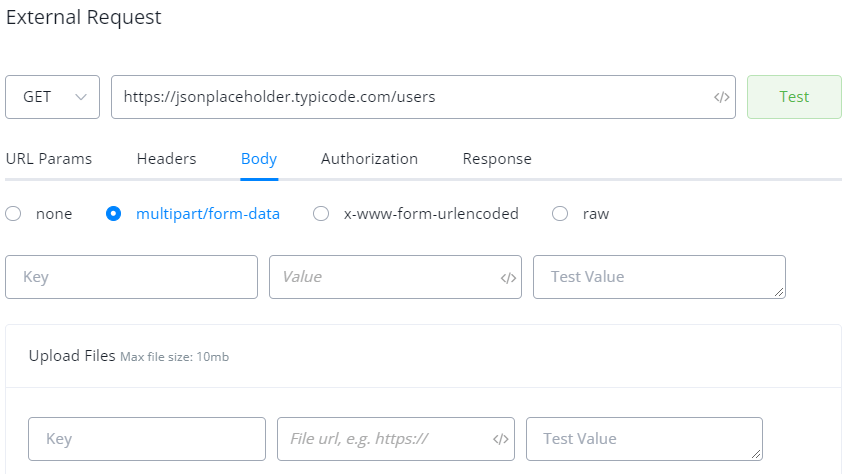 External Request
GET https://jsonplaceholder.typicode.com/users </> Test
URL Params Headers Body Authorization Response
none multipart/form-data x-www-form-urlencoded raw
Key Value </> Test Value
Upload Files Max file size: 10mb
Key File url, e.g. https:// </> Test Value